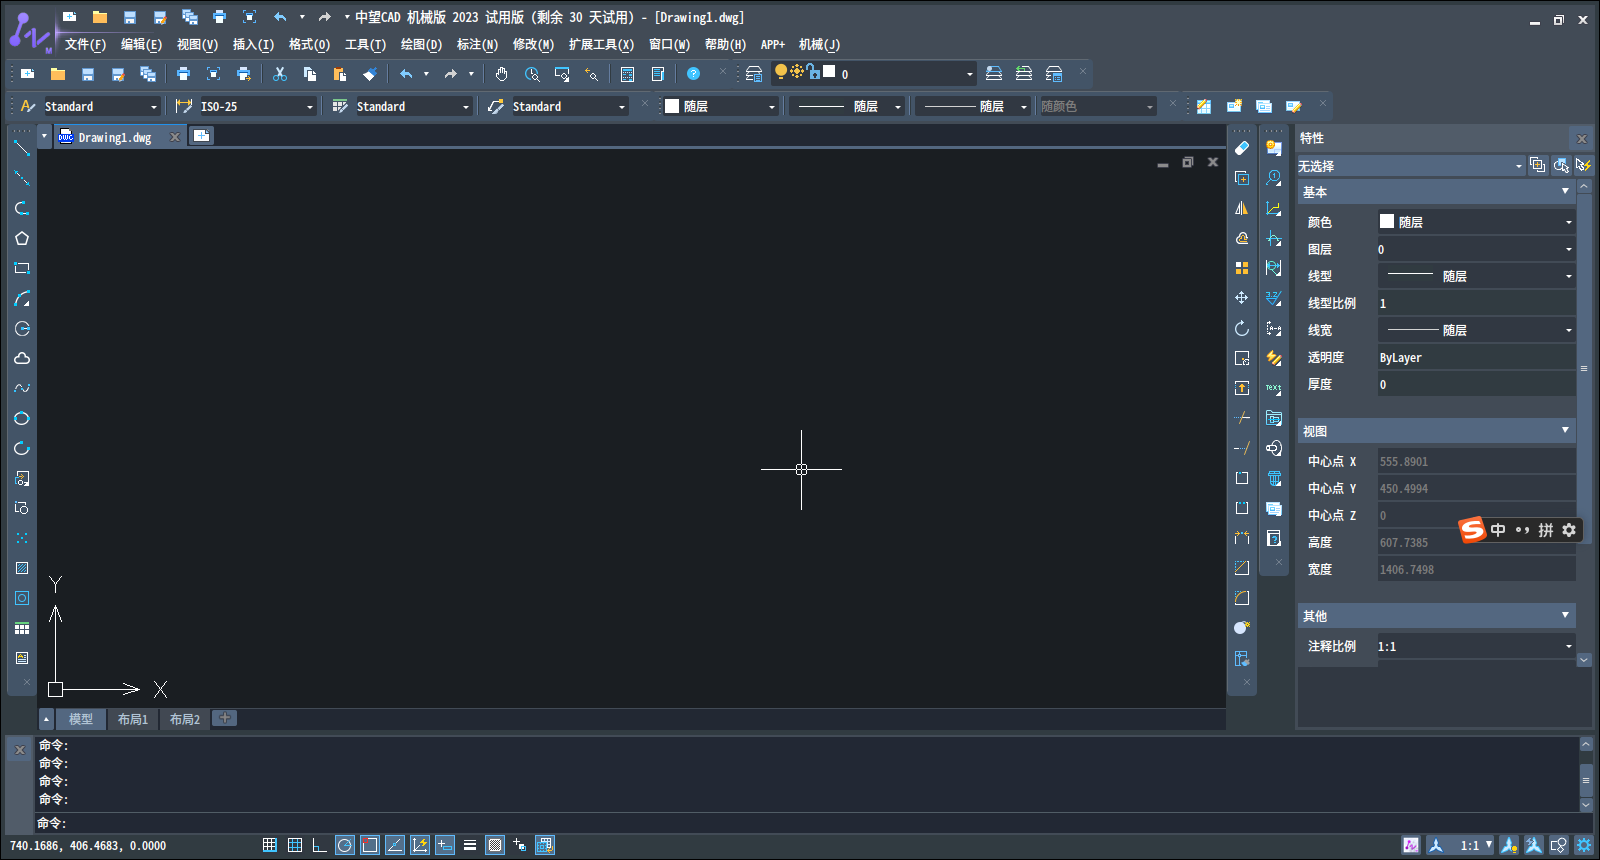 中望CAD 机械版 2023 试用版 (剩余 30 天试用) - [Drawing1.dwg]
文件(F) 编辑(E) 视图(V) 插入(I) 格式(O) 工具(T) 绘图(D) 标注(N) 修改(M) 扩展工具(X) 窗口(W) 帮助(H) APP+ 机械(J)
0
Standard ISO-25 Standard Standard 随层 随层 随层 随颜色
Drawing1.dwg
特性
无选择
基本
颜色 随层
图层 0
线型 随层
线型比例 1
线宽 随层
透明度 ByLayer
厚度 0
视图
中心点 X 555.8901
中心点 Y 450.4994
中心点 Z 0
高度 607.7385
宽度 1406.7498
其他
注释比例 1:1
TEXT
S 中 拼
Y
X
模型 布局1 布局2
命令:
命令:
命令:
命令:
命令:
740.1686, 406.4683, 0.0000
1:1